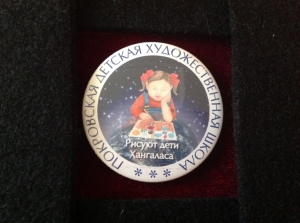 ПОКРОВСКАЯ ДЕТСКАЯ ХУДОЖЕСТВЕННАЯ ШКОЛА
Рисуют дети
Хангаласа